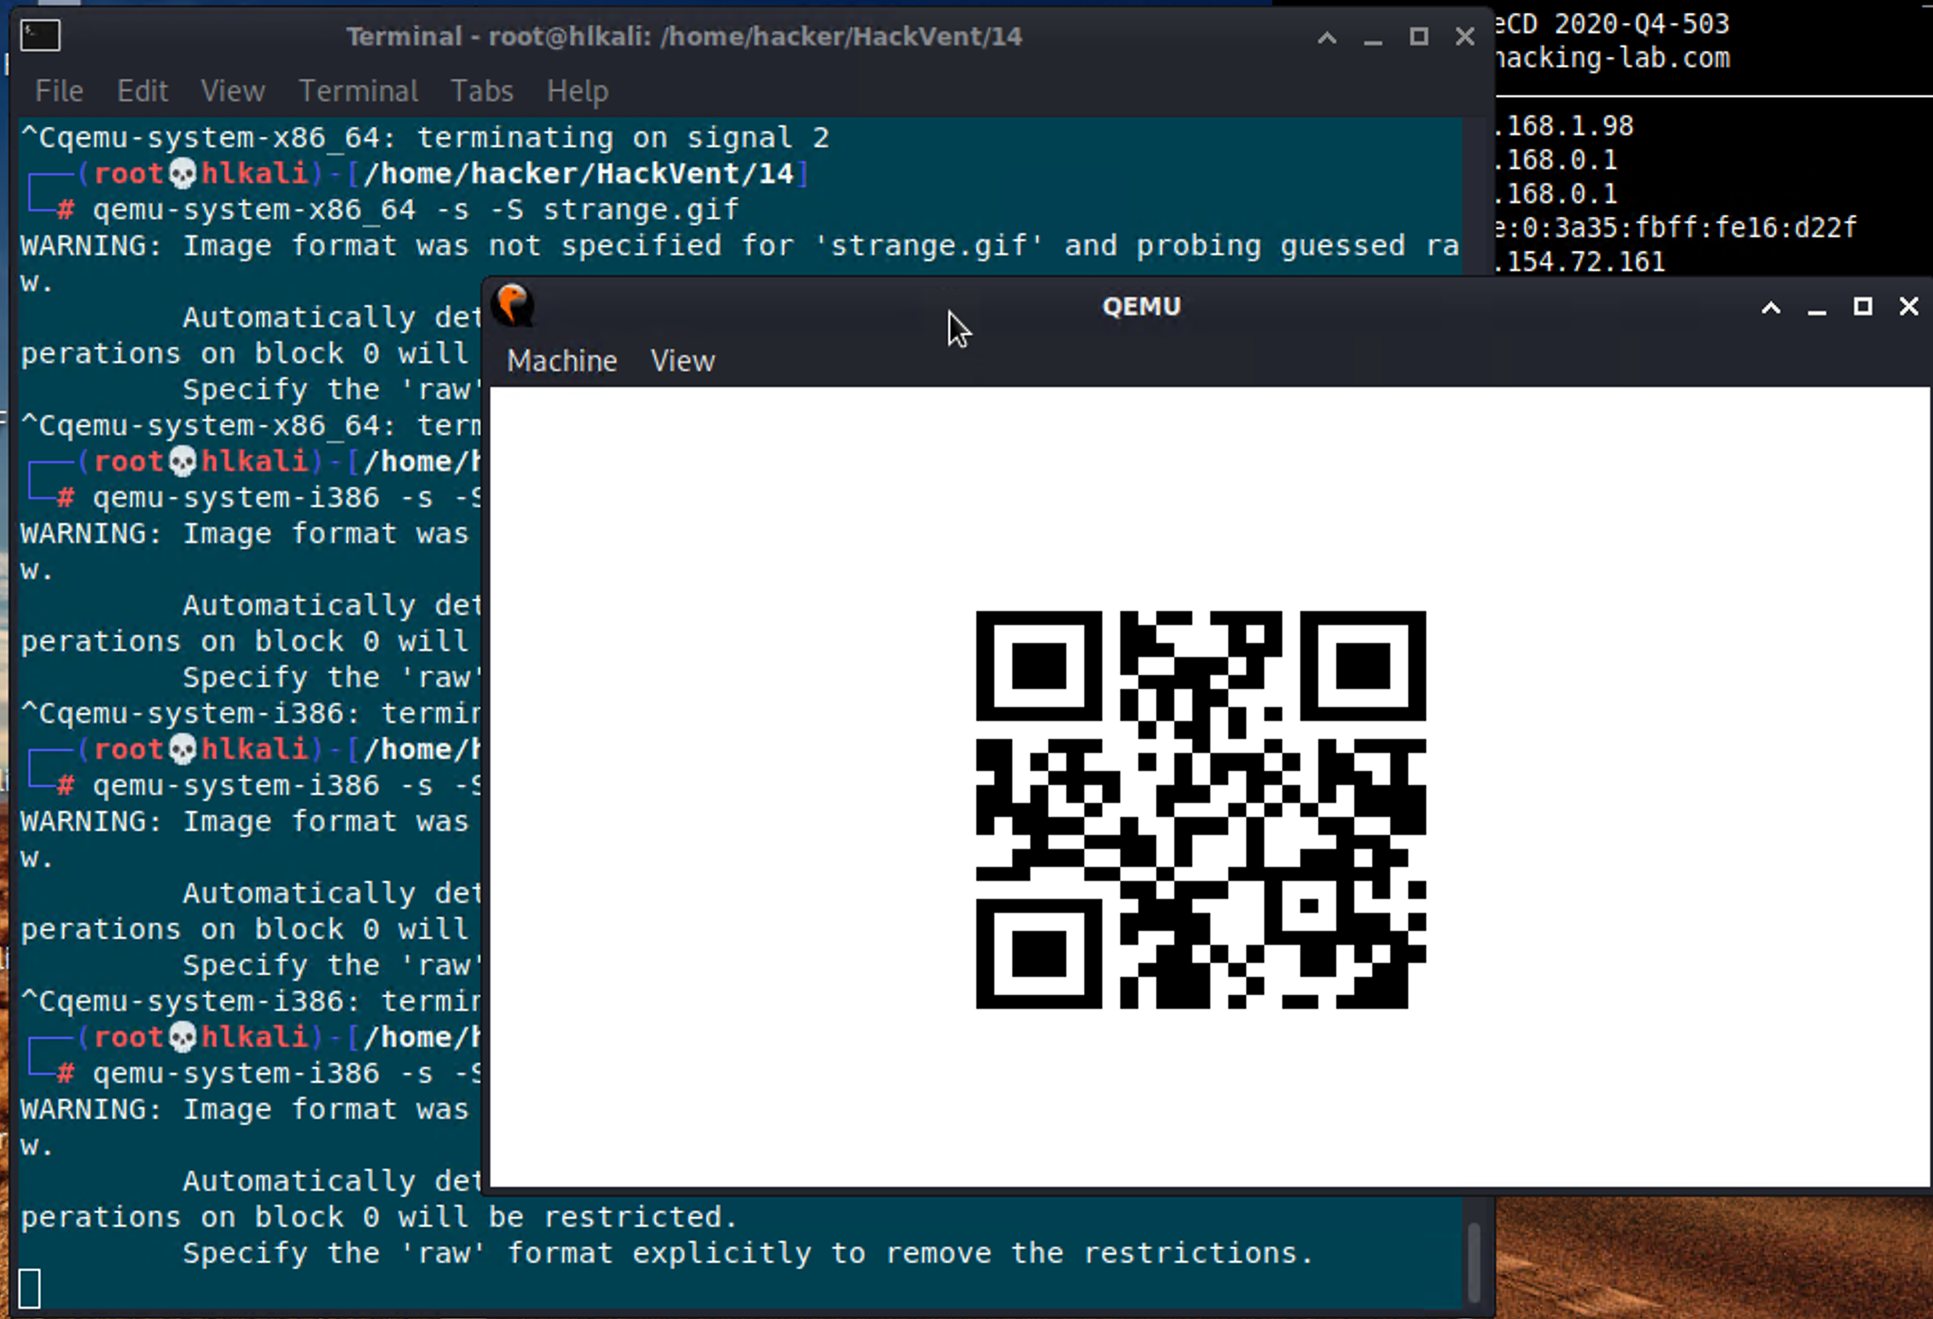 Terminal - root@hlkali: /home/hacker/HackVent/14
File Edit View Terminal Tabs Help
^Cqemu-system-x86_64: terminating on signal 2
(root💀hlkali)-[/home/hacker/HackVent/14]
# qemu-system-x86_64 -s -S strange.gif
WARNING: Image format was not specified for 'strange.gif' and probing guessed ra
w.
Automatically det
perations on block 0 will
Specify the 'raw'
^Cqemu-system-x86_64: term
(root💀hlkali)-[/home/h
# qemu-system-i386 -s -S
WARNING: Image format was
w.
Automatically det
perations on block 0 will
Specify the 'raw'
^Cqemu-system-i386: termin
(root💀hlkali)-[/home/h
# qemu-system-i386 -s -S
WARNING: Image format was
w.
Automatically det
perations on block 0 will
Specify the 'raw'
^Cqemu-system-i386: termin
(root💀hlkali)-[/home/h
# qemu-system-i386 -s -S
WARNING: Image format was
w.
Automatically det
perations on block 0 will be restricted.
Specify the 'raw' format explicitly to remove the restrictions.
eCD 2020-Q4-503
hacking-lab.com
.168.1.98
.168.0.1
.168.0.1
e:0:3a35:fbff:fe16:d22f
.154.72.161
QEMU
Machine View